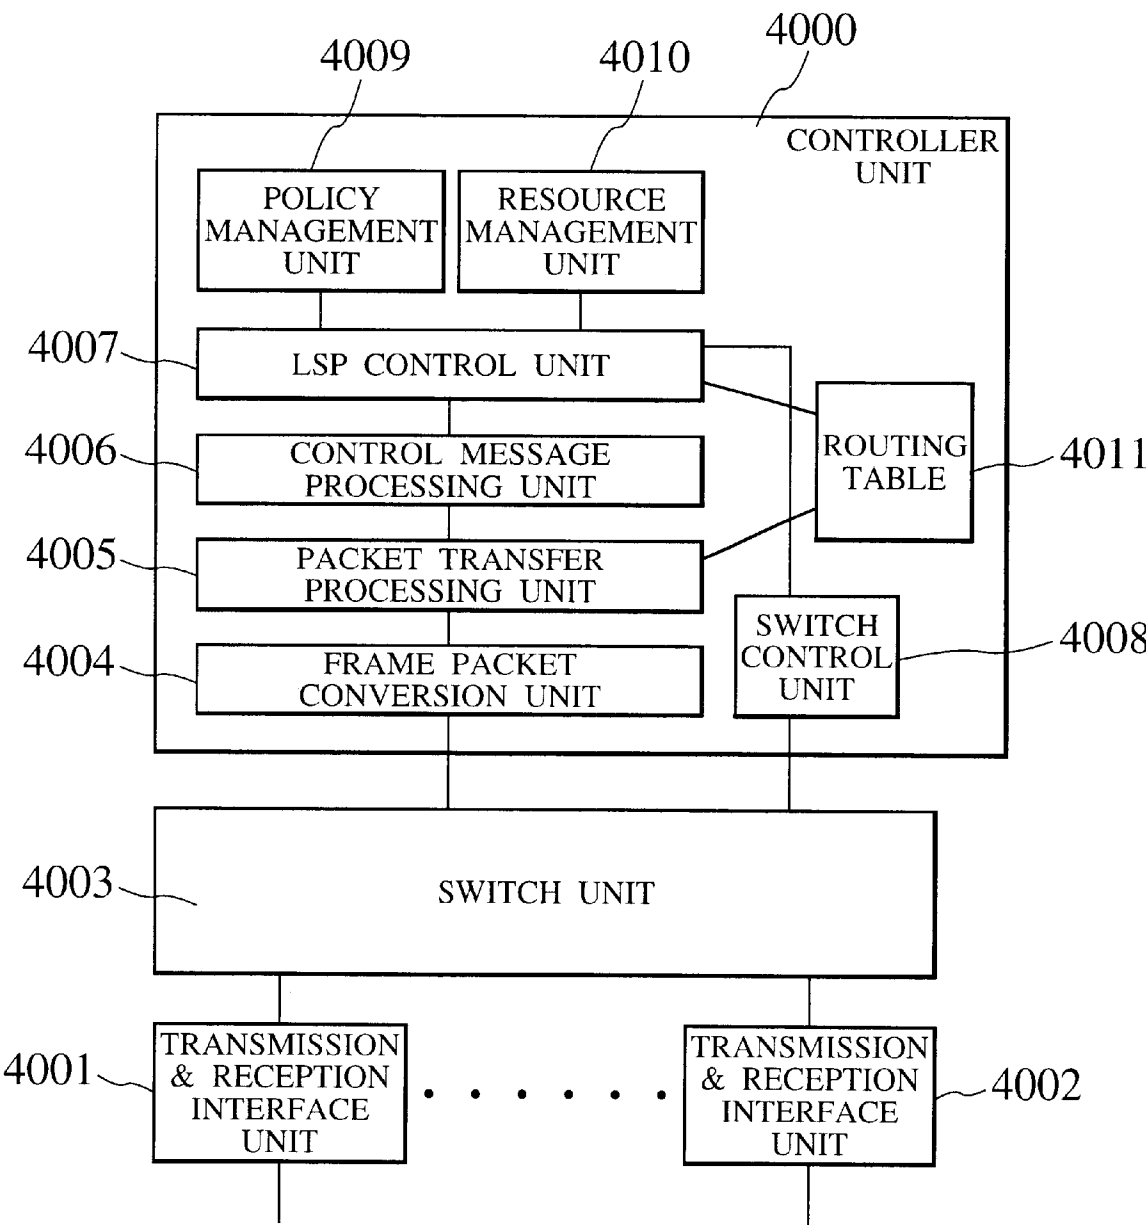 4000
4009
4010
CONTROLLER
UNIT
POLICY
MANAGEMENT
UNIT
RESOURCE
MANAGEMENT
UNIT
4007
LSP CONTROL UNIT
4006
CONTROL MESSAGE
PROCESSING UNIT
ROUTING
TABLE
4011
4005
PACKET TRANSFER
PROCESSING UNIT
4004
FRAME PACKET
CONVERSION UNIT
SWITCH
CONTROL
UNIT
4008
4003
SWITCH UNIT
4001
TRANSMISSION
& RECEPTION
INTERFACE
UNIT
TRANSMISSION
& RECEPTION
INTERFACE
UNIT
4002